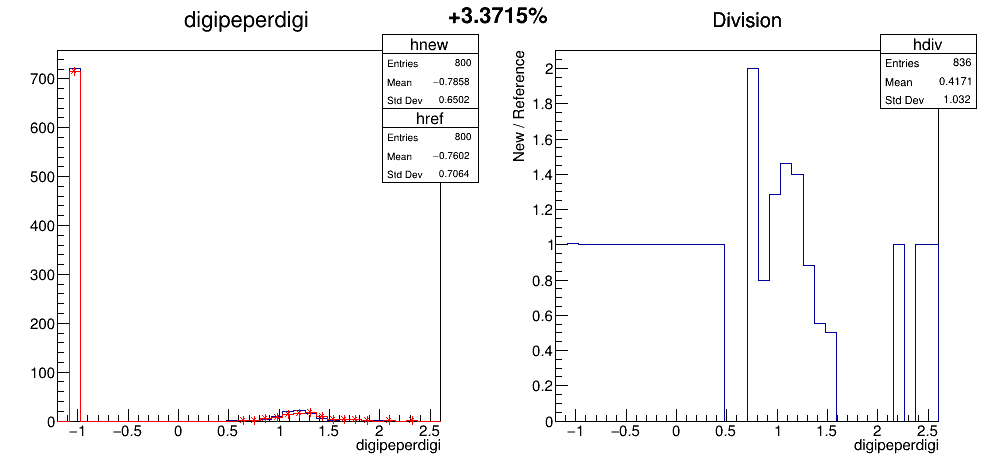 +3.3715%
digipeperdigi
hnew
Entries 800
Mean −0.7858
Std Dev 0.6502
href
Entries 800
Mean −0.7602
Std Dev 0.7064
700
600
500
400
300
200
100
0
−1 −0.5 0 0.5 1 1.5 2 2.5
digipeperdigi
Division
hdiv
Entries 836
Mean 0.4171
Std Dev 1.032
New / Reference
2
1.8
1.6
1.4
1.2
1
0.8
0.6
0.4
0.2
0
−1 −0.5 0 0.5 1 1.5 2 2.5
digipeperdigi